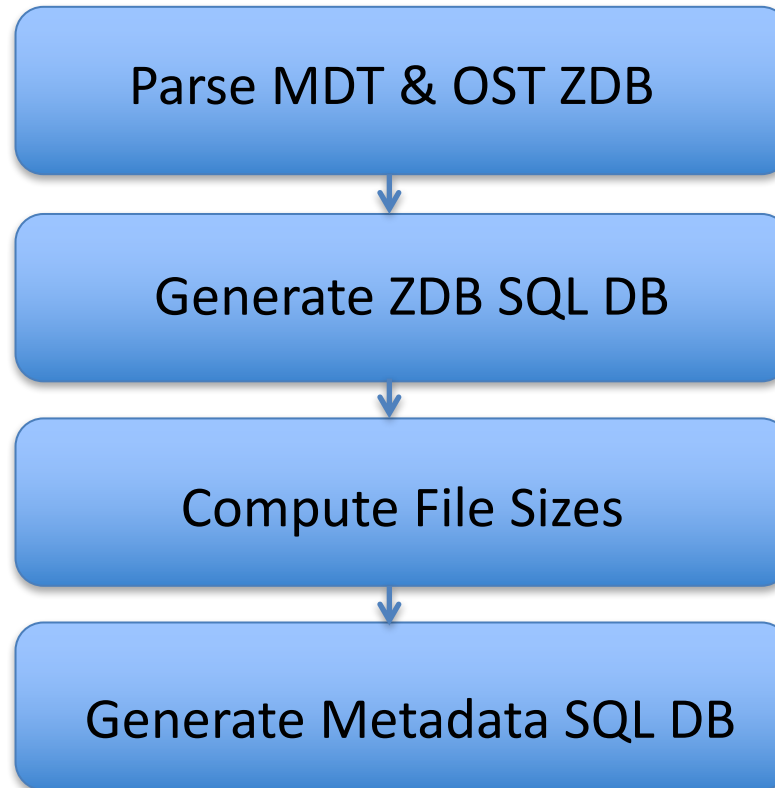 Parse MDT & OST ZDB
Generate ZDB SQL DB
Compute File Sizes
Generate Metadata SQL DB